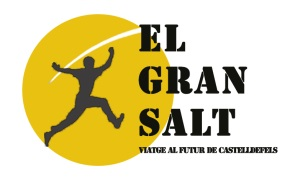 EL
GRAN
SALT
VIATGE AL FUTUR DE CASTELLDEFELS